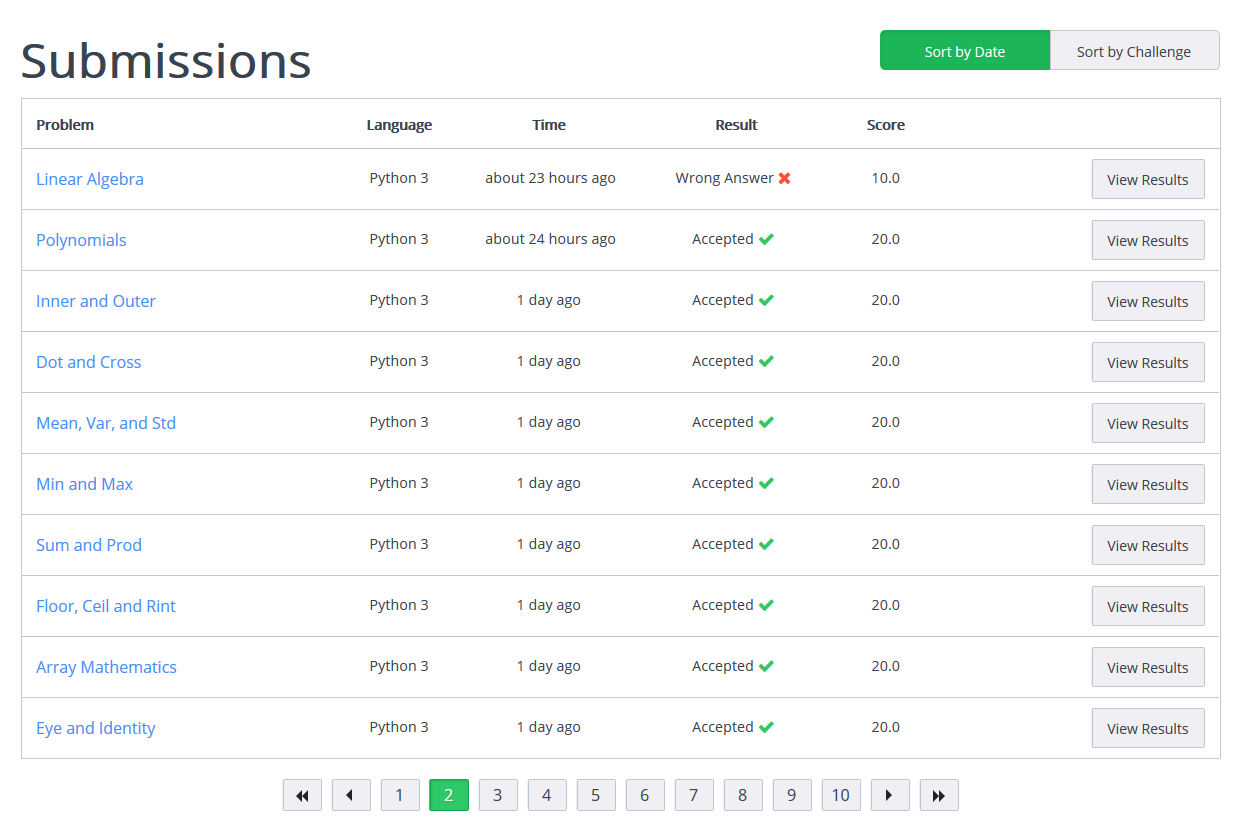 Submissions
Sort by Date Sort by Challenge
Problem Language Time Result Score
Linear Algebra Python 3 about 23 hours ago Wrong Answer 10.0 View Results
Polynomials Python 3 about 24 hours ago Accepted 20.0 View Results
Inner and Outer Python 3 1 day ago Accepted 20.0 View Results
Dot and Cross Python 3 1 day ago Accepted 20.0 View Results
Mean, Var, and Std Python 3 1 day ago Accepted 20.0 View Results
Min and Max Python 3 1 day ago Accepted 20.0 View Results
Sum and Prod Python 3 1 day ago Accepted 20.0 View Results
Floor, Ceil and Rint Python 3 1 day ago Accepted 20.0 View Results
Array Mathematics Python 3 1 day ago Accepted 20.0 View Results
Eye and Identity Python 3 1 day ago Accepted 20.0 View Results
1 2 3 4 5 6 7 8 9 10